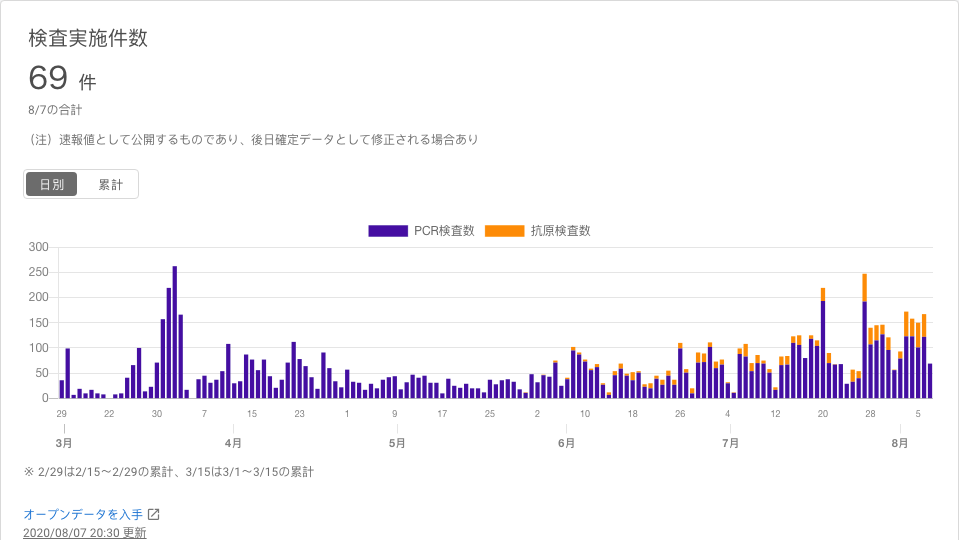 検査実施件数
69 件
8/7の合計
（注）速報値として公開するものであり、後日確定データとして修正される場合あり
日別 累計
PCR検査数 抗原検査数
300
250
200
150
100
50
0
29 22 30 7 15 23 1 9 17 25 2 10 18 26 4 12 20 28 5
3月 4月 5月 6月 7月 8月
※ 2/29は2/15〜2/29の累計、3/15は3/1〜3/15の累計
オープンデータを入手
2020/08/07 20:30 更新